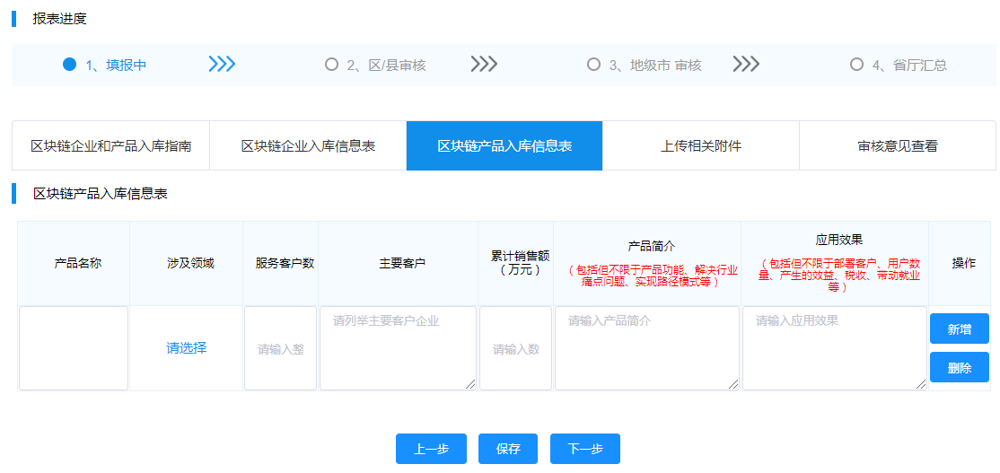 报表进度
1、填报中
2、区/县审核
3、地级市 审核
4、省厅汇总
区块链企业和产品入库指南
区块链企业入库信息表
区块链产品入库信息表
上传相关附件
审核意见查看
区块链产品入库信息表
产品名称
涉及领域
服务客户数
主要客户
累计销售额
（万元）
产品简介
（包括但不限于产品功能、解决行业
痛点问题、实现路径模式等）
应用效果
（包括但不限于部署客户、用户数
量、产生的效益、税收、带动就业
等）
操作
请选择
请输入整
请列举主要客户企业
请输入数
请输入产品简介
请输入应用效果
新增
删除
上一步
保存
下一步